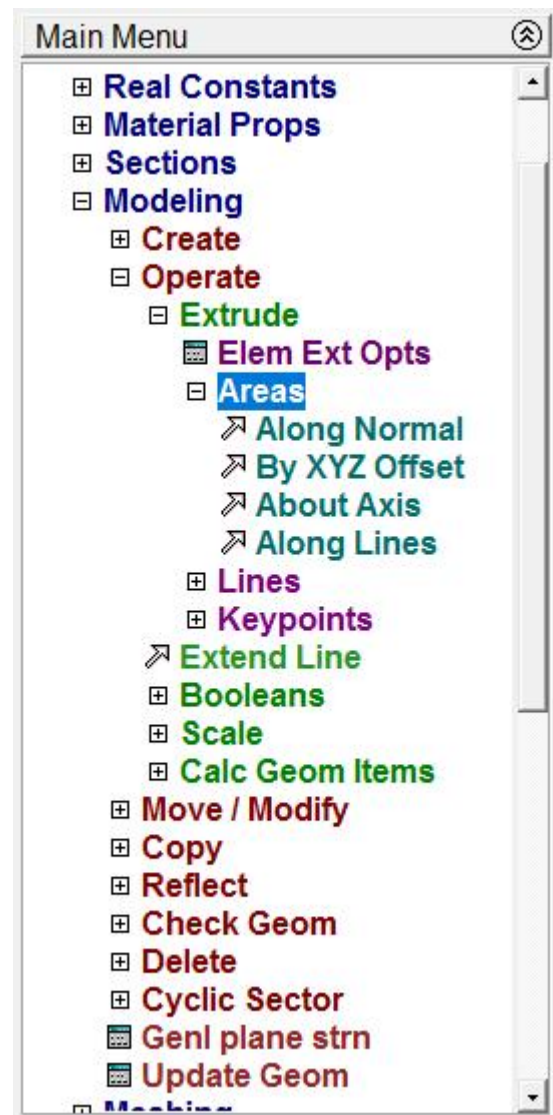 Main Menu
Real Constants
Material Props
Sections
Modeling
Create
Operate
Extrude
Elem Ext Opts
Areas
Along Normal
By XYZ Offset
About Axis
Along Lines
Lines
Keypoints
Extend Line
Booleans
Scale
Calc Geom Items
Move / Modify
Copy
Reflect
Check Geom
Delete
Cyclic Sector
Genl plane strn
Update Geom
Meshing